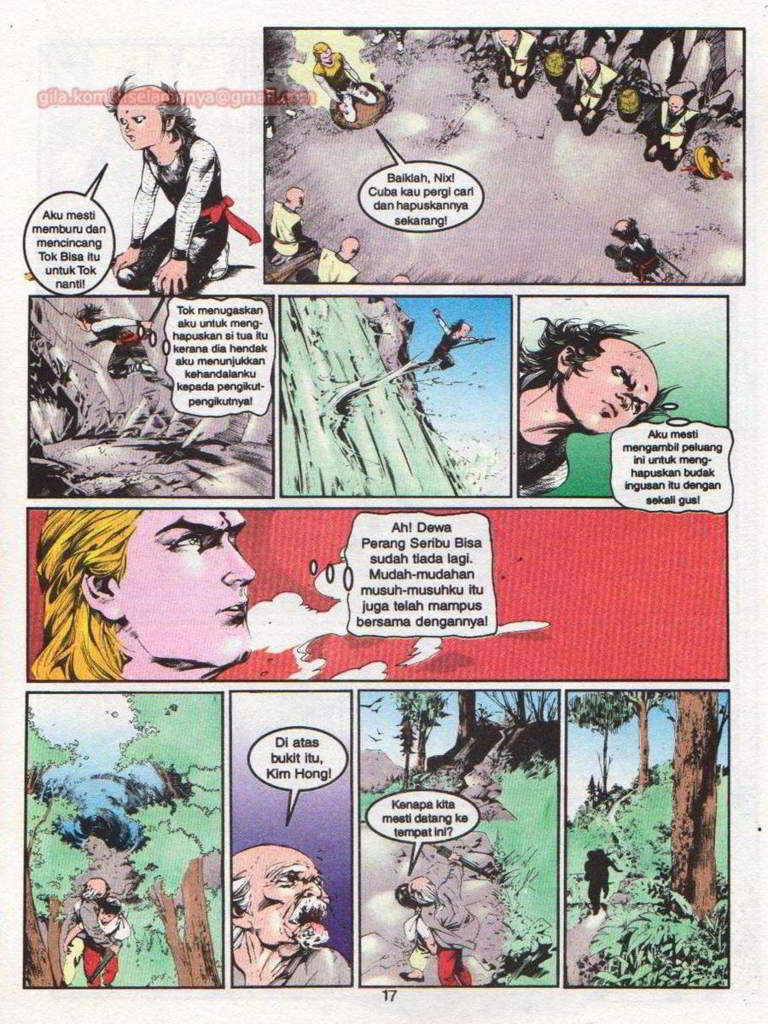 gila.komik
Aku mesti
memburu dan
mencincang
Tok Bisa itu
untuk Tok
nanti!
Baiklah, Nix!
Cuba kau pergi cari
dan hapuskannya
sekarang!
Tok menugaskan
aku untuk meng-
hapuskan si tua itu
kerana dia hendak
aku menunjukkan
kehandalanku
kepada pengikut-
pengikutnya!
Aku mesti
mengambil peluang
ini untuk meng-
hapuskan budak
ingusan itu dengan
sekali gus!
Ah! Dewa
Perang Seribu Bisa
sudah tiada lagi.
Mudah-mudahan
musuh-musuhku itu
juga telah mampus
bersama dengannya!
Di atas
bukit itu,
Kim Hong!
Kenapa kita
mesti datang ke
tempat ini?
17